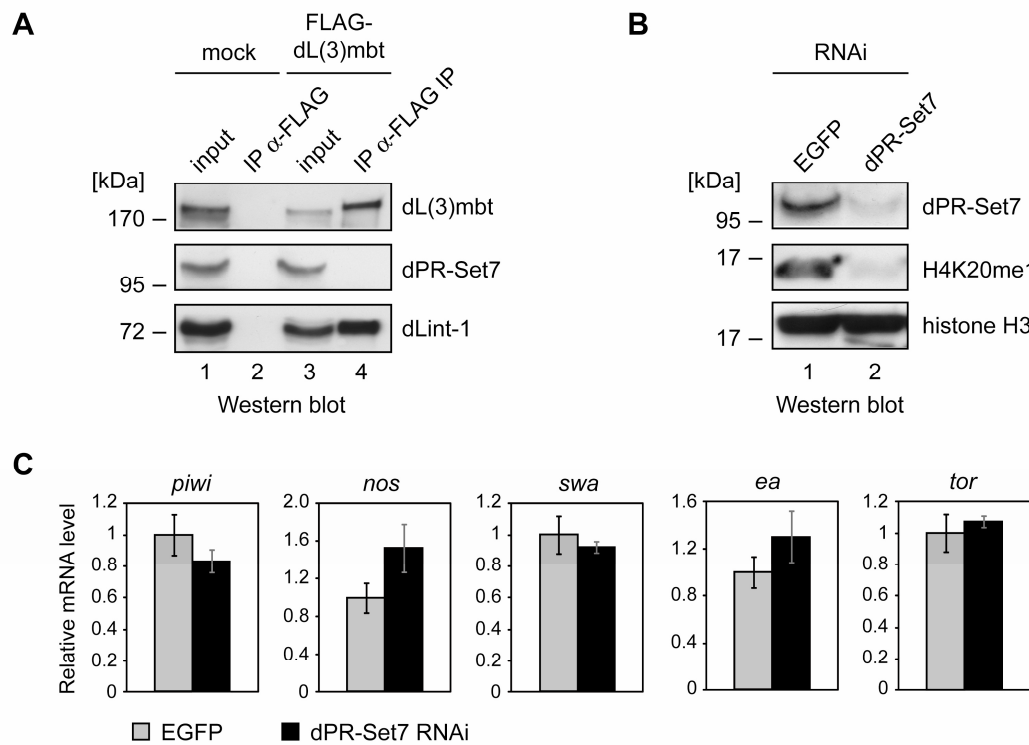 A
FLAG-
dL(3)mbt
mock
input
IP α-FLAG
input
IP α-FLAG IP
[kDa]
170
dL(3)mbt
95
dPR-Set7
72
dLint-1
1 2 3 4
Western blot
B
RNAi
EGFP
dPR-Set7
[kDa]
95
dPR-Set7
17
H4K20me1
17
histone H3
1 2
Western blot
C
Relative mRNA level
piwi
1.2
1
0.8
0.6
0.4
0.2
0
nos
2.0
1.6
1.2
0.8
0.4
0
swa
1.2
1
0.8
0.6
0.4
0.2
0
ea
1.6
1.2
0.8
0.4
0
tor
1.2
1
0.8
0.6
0.4
0.2
0
EGFP
dPR-Set7 RNAi